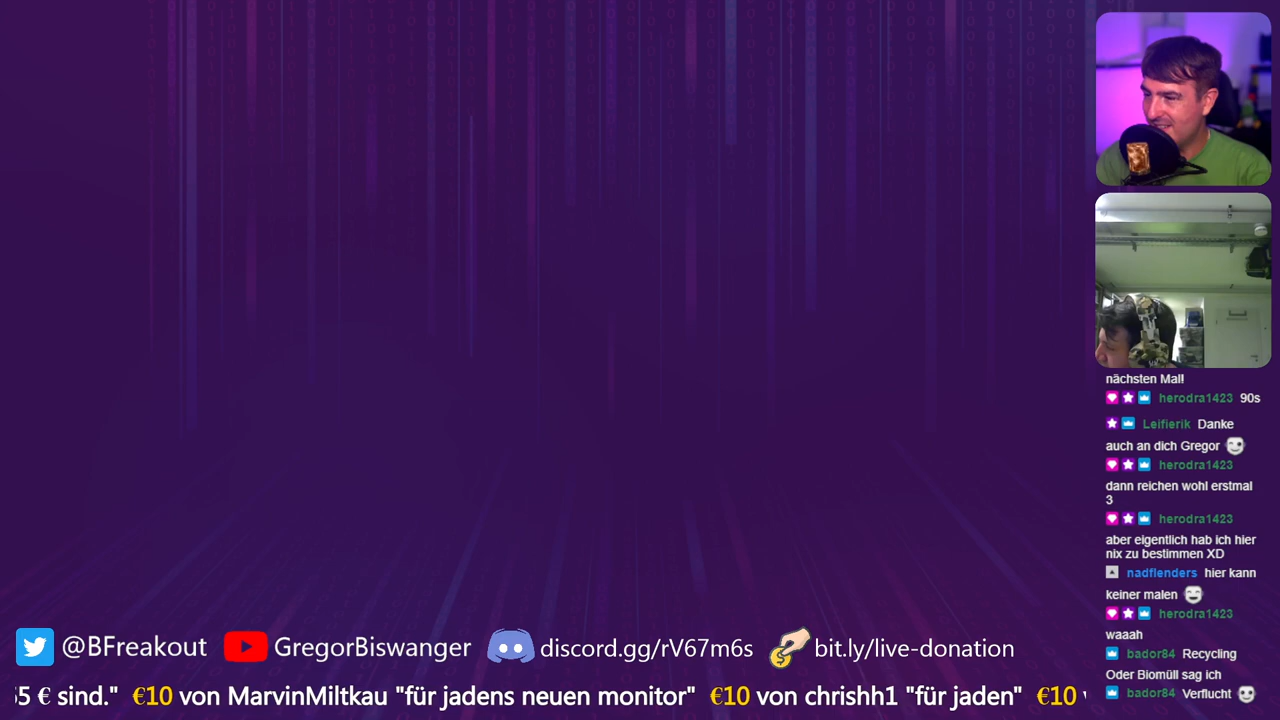 nächsten Mal!
herodra1423 90s
Leifierik Danke
auch an dich Gregor
herodra1423
dann reichen wohl erstmal
3
herodra1423
aber eigentlich hab ich hier
nix zu bestimmen XD
nadflenders hier kann
keiner malen
herodra1423
waaah
bador84 Recycling
Oder Biomüll sag ich
bador84 Verflucht
@BFreakout GregorBiswanger discord.gg/rV67m6s bit.ly/live-donation
5 € sind." €10 von MarvinMiltkau "für jadens neuen monitor" €10 von chrishh1 "für jaden" €10